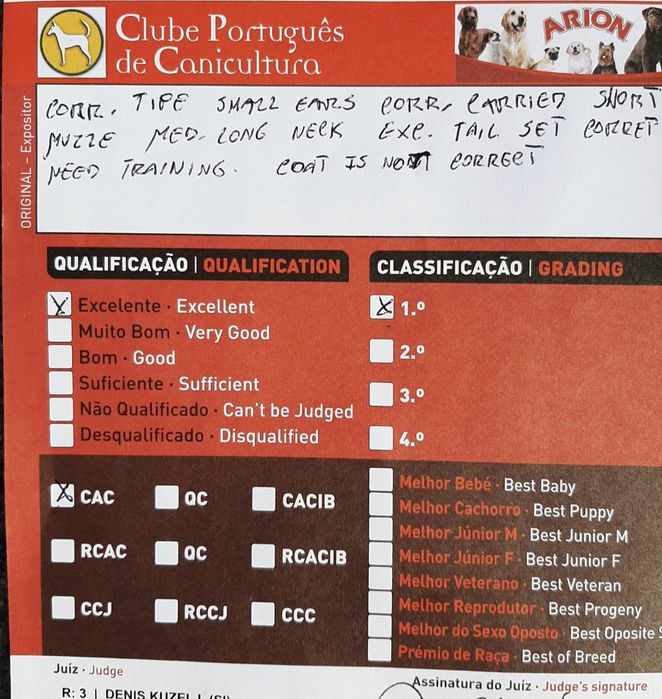 Clube Português
de Canicultura
ARION
ORIGINAL – Expositor
CORR. TIPE SMALL EARS CORR. CARRIED SHORT
MUZZE MED. LONG NECK EXC. TAIL SET CORRET
NEED TRAINING. COAT IS NOT CORRECT
QUALIFICAÇÃO | QUALIFICATION
CLASSIFICAÇÃO | GRADING
X Excelente · Excellent
Muito Bom · Very Good
Bom · Good
Suficiente · Sufficient
Não Qualificado · Can't be Judged
Desqualificado · Disqualified
X 1.º
2.º
3.º
4.º
X CAC QC CACIB
RCAC QC RCACIB
CCJ RCCJ CCC
Melhor Bebé · Best Baby
Melhor Cachorro · Best Puppy
Melhor Júnior M · Best Junior M
Melhor Júnior F · Best Junior F
Melhor Veterano · Best Veteran
Melhor Reprodutor · Best Progeny
Melhor do Sexo Oposto · Best Oposite S
Prémio de Raça · Best of Breed
Juíz · Judge
R: 3 | DENIS KUZELJ (SI)
Assinatura do Juíz · Judge's signature